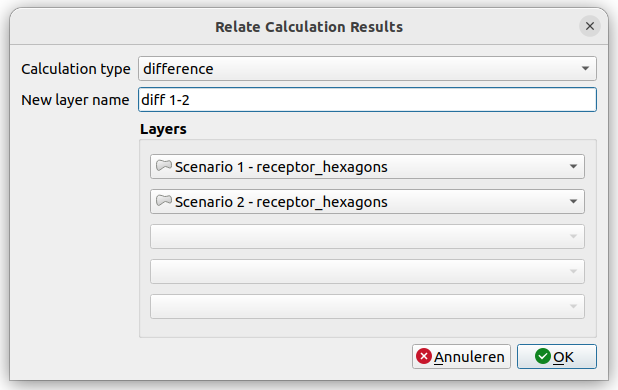 Relate Calculation Results
Calculation type difference
New layer name diff 1-2
Layers
Scenario 1 - receptor_hexagons
Scenario 2 - receptor_hexagons
Annuleren OK